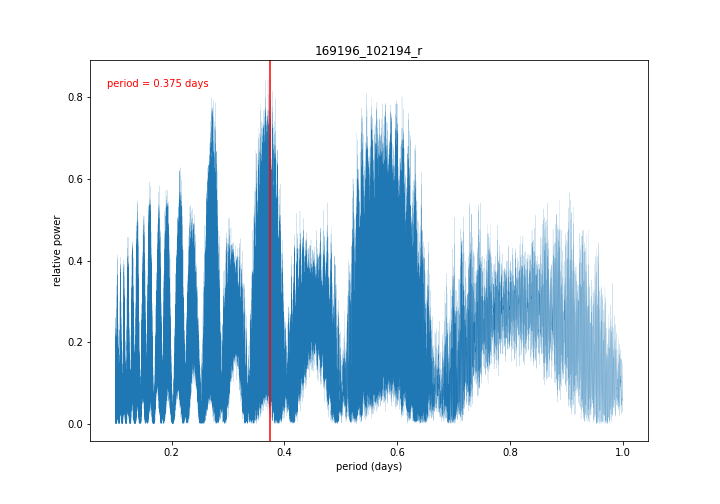 169196_102194_r
period = 0.375 days
relative power
0.8
0.6
0.4
0.2
0.0
0.2 0.4 0.6 0.8 1.0
period (days)